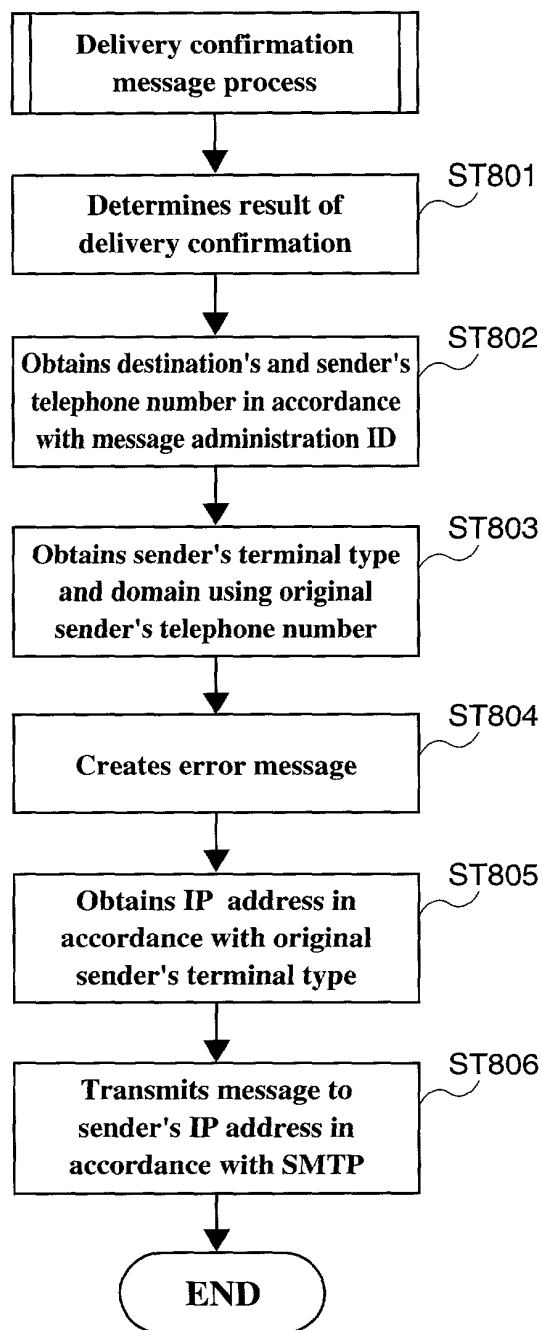 Delivery confirmation
message process
ST801
Determines result of
delivery confirmation
ST802
Obtains destination's and sender's
telephone number in accordance
with message administration ID
ST803
Obtains sender's terminal type
and domain using original
sender's telephone number
ST804
Creates error message
ST805
Obtains IP address in
accordance with original
sender's terminal type
ST806
Transmits message to
sender's IP address in
accordance with SMTP
END